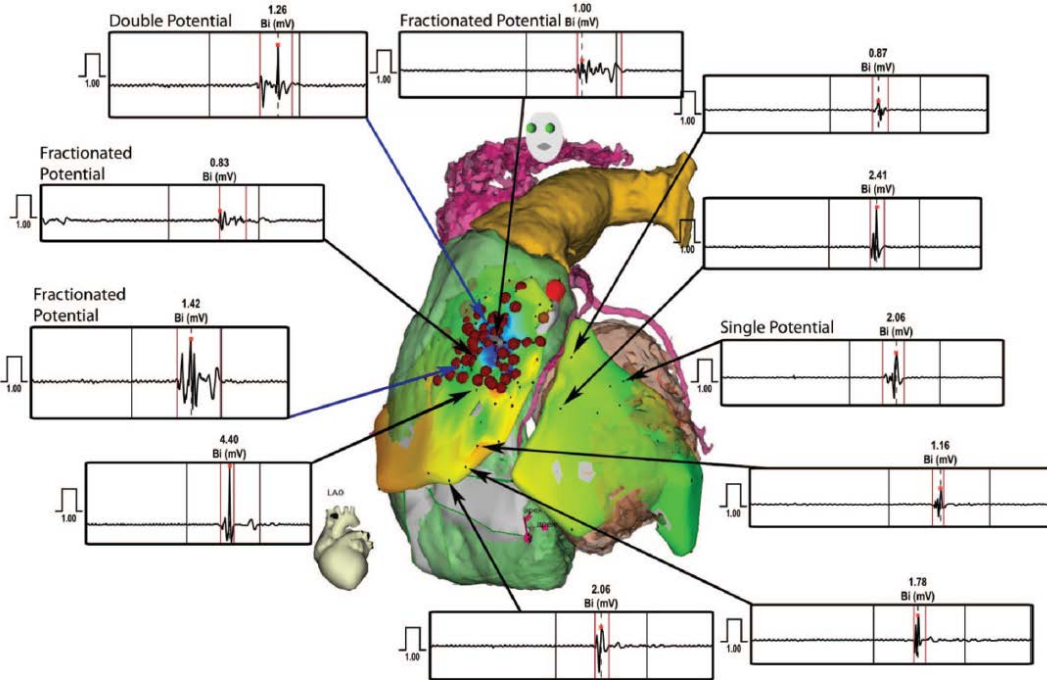 Double Potential
1.26
Bi (mV)
1.00
Fractionated Potential
1.00
Bi (mV)
1.00
0.87
Bi (mV)
1.00
Fractionated
Potential
0.83
Bi (mV)
1.00
2.41
Bi (mV)
1.00
Fractionated
Potential
1.42
Bi (mV)
1.00
Single Potential
2.06
Bi (mV)
1.00
4.40
Bi (mV)
1.00
1.16
Bi (mV)
1.00
LAO
apex
2.06
Bi (mV)
1.00
1.78
Bi (mV)
1.00